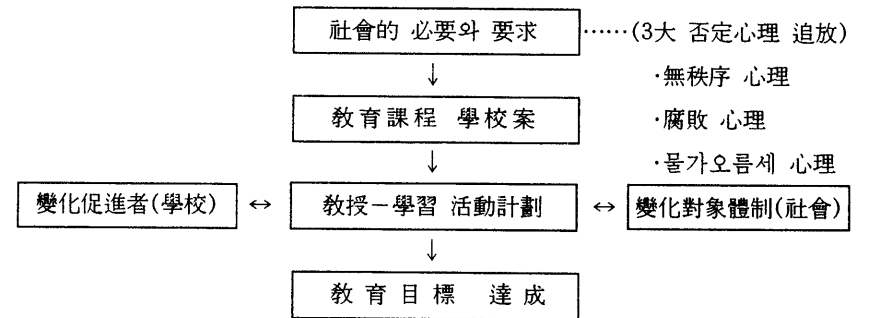 社會的 必要와 要求 ……(3大 否定心理 追放)
↓ ·無秩序 心理
敎育課程 學校案 ·腐敗 心理
↓ ·물가오름세 心理
變化促進者(學校) ↔ 敎授-學習 活動計劃 ↔ 變化對象體制(社會)
↓
敎育目標 達成